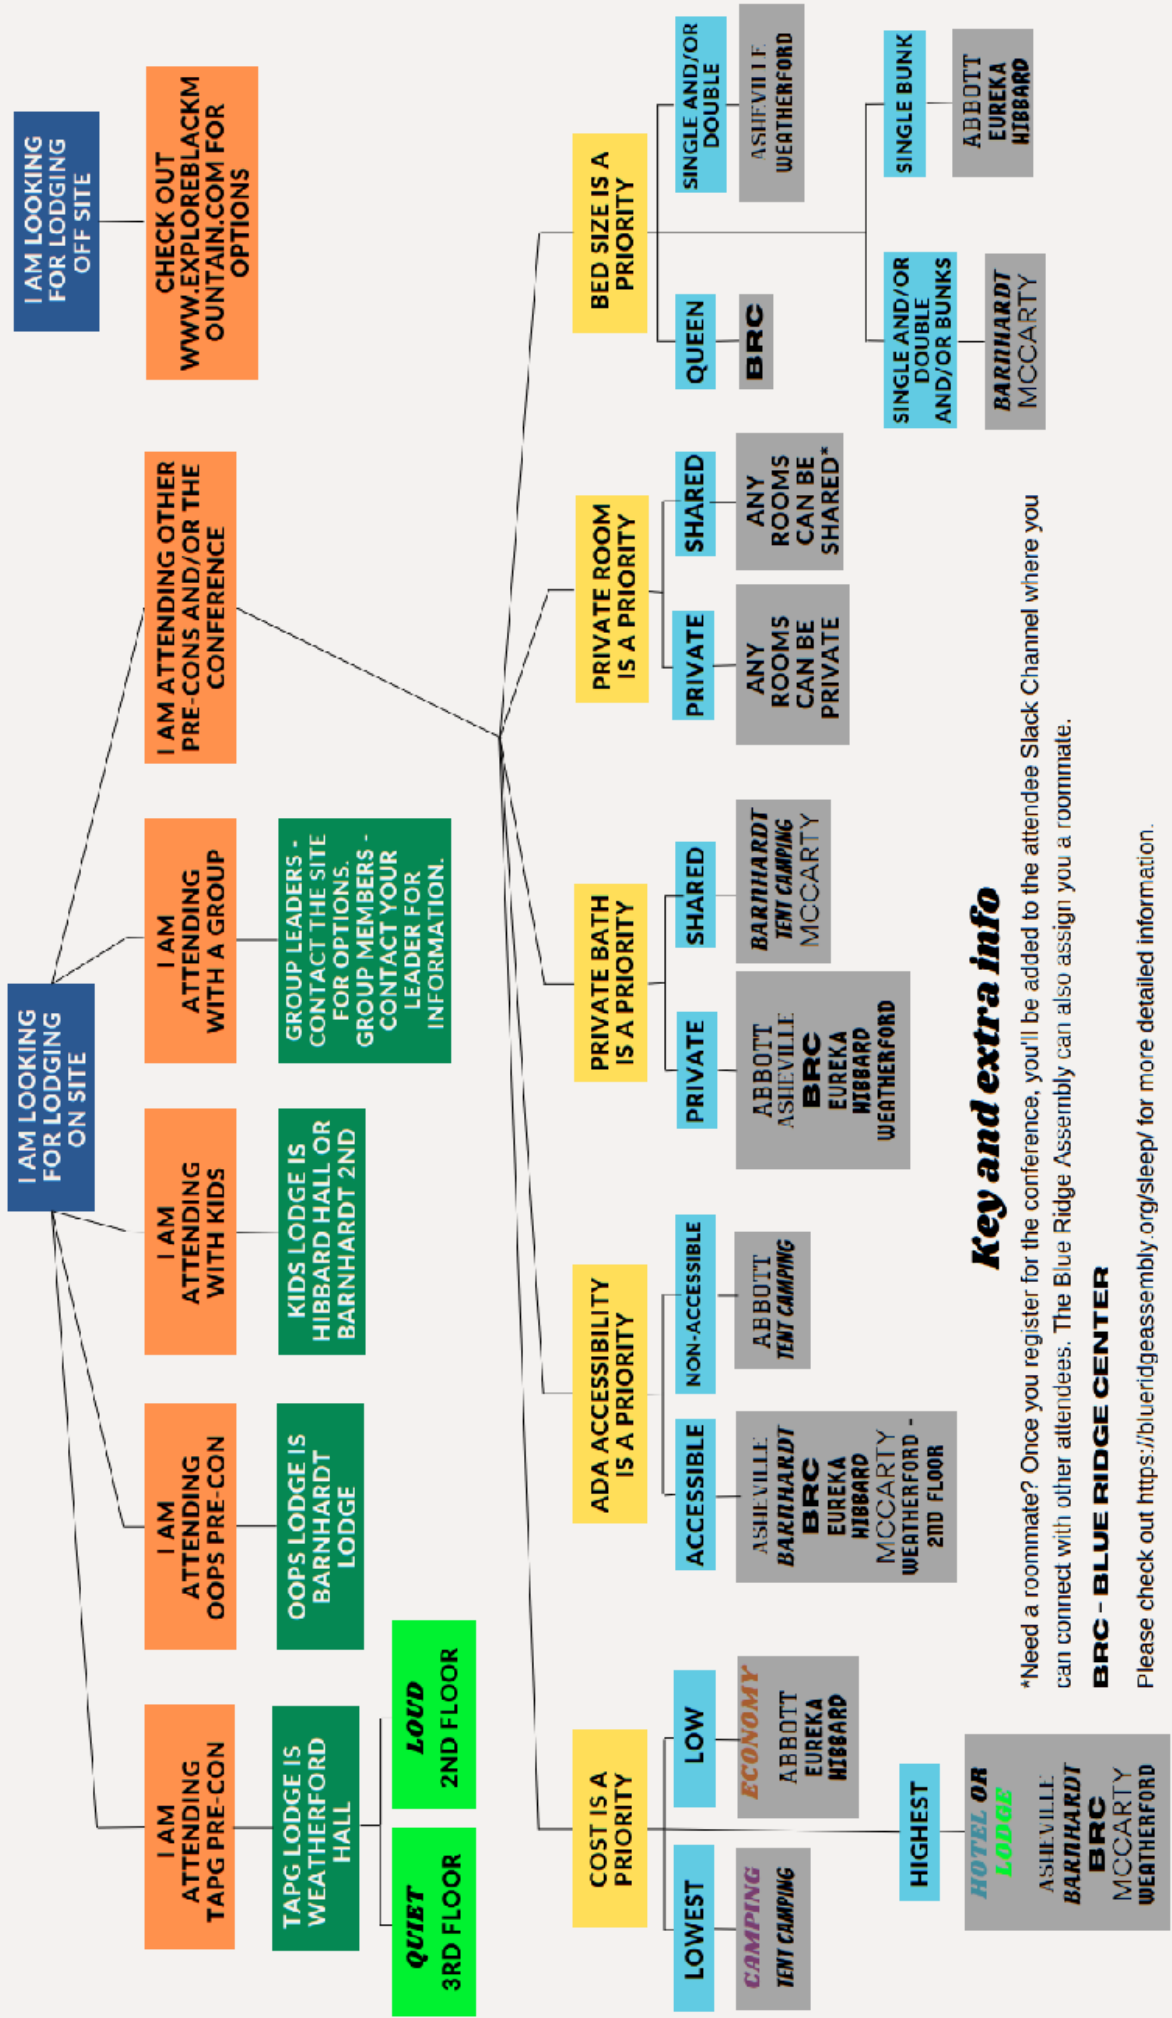 I AM LOOKING
FOR LODGING
ON SITE
I AM LOOKING
FOR LODGING
OFF SITE
I AM
ATTENDING
TAPG PRE-CON
I AM
ATTENDING
OOPS PRE-CON
I AM
ATTENDING
WITH KIDS
I AM
ATTENDING
WITH A GROUP
I AM ATTENDING OTHER
PRE-CONS AND/OR THE
CONFERENCE
CHECK OUT
WWW.EXPLOREBLACKM
OUNTAIN.COM FOR
OPTIONS
TAPG LODGE IS
WEATHERFORD
HALL
OOPS LODGE IS
BARNHARDT
LODGE
KIDS LODGE IS
HIBBARD HALL OR
BARNHARDT 2ND
GROUP LEADERS -
CONTACT THE SITE
FOR OPTIONS.
GROUP MEMBERS -
CONTACT YOUR
LEADER FOR
INFORMATION.
QUIET
3RD FLOOR
LOUD
2ND FLOOR
COST IS A
PRIORITY
ADA ACCESSIBILITY
IS A PRIORITY
PRIVATE BATH
IS A PRIORITY
PRIVATE ROOM
IS A PRIORITY
BED SIZE IS A
PRIORITY
LOWEST
CAMPING
TENT CAMPING
LOW
ECONOMY
ABBOTT
EUREKA
HIBBARD
HIGHEST
HOTEL OR
LODGE
ASHEVILLE
BARNHARDT
BRC
MCCARTY
WEATHERFORD
ACCESSIBLE
ASHEVILLE
BARNHARDT
BRC
EUREKA
HIBBARD
MCCARTY
WEATHERFORD -
2ND FLOOR
NON-ACCESSIBLE
ABBOTT
TENT CAMPING
PRIVATE
ABBOTT
ASHEVILLE
BRC
EUREKA
HIBBARD
WEATHERFORD
SHARED
BARNHARDT
TENT CAMPING
MCCARTY
PRIVATE
ANY
ROOMS
CAN BE
PRIVATE
SHARED
ANY
ROOMS
CAN BE
SHARED*
QUEEN
BRC
SINGLE AND/OR
DOUBLE
ASHEVILLE
WEATHERFORD
SINGLE AND/OR
DOUBLE
AND/OR BUNKS
BARNHARDT
MCCARTY
SINGLE BUNK
ABBOTT
EUREKA
HIBBARD
Key and extra info
*Need a roommate? Once you register for the conference, you'll be added to the attendee Slack Channel where you
can connect with other attendees. The Blue Ridge Assembly can also assign you a roommate.
BRC - BLUE RIDGE CENTER
Please check out https://blueridgeassembly.org/sleep/ for more detailed information.